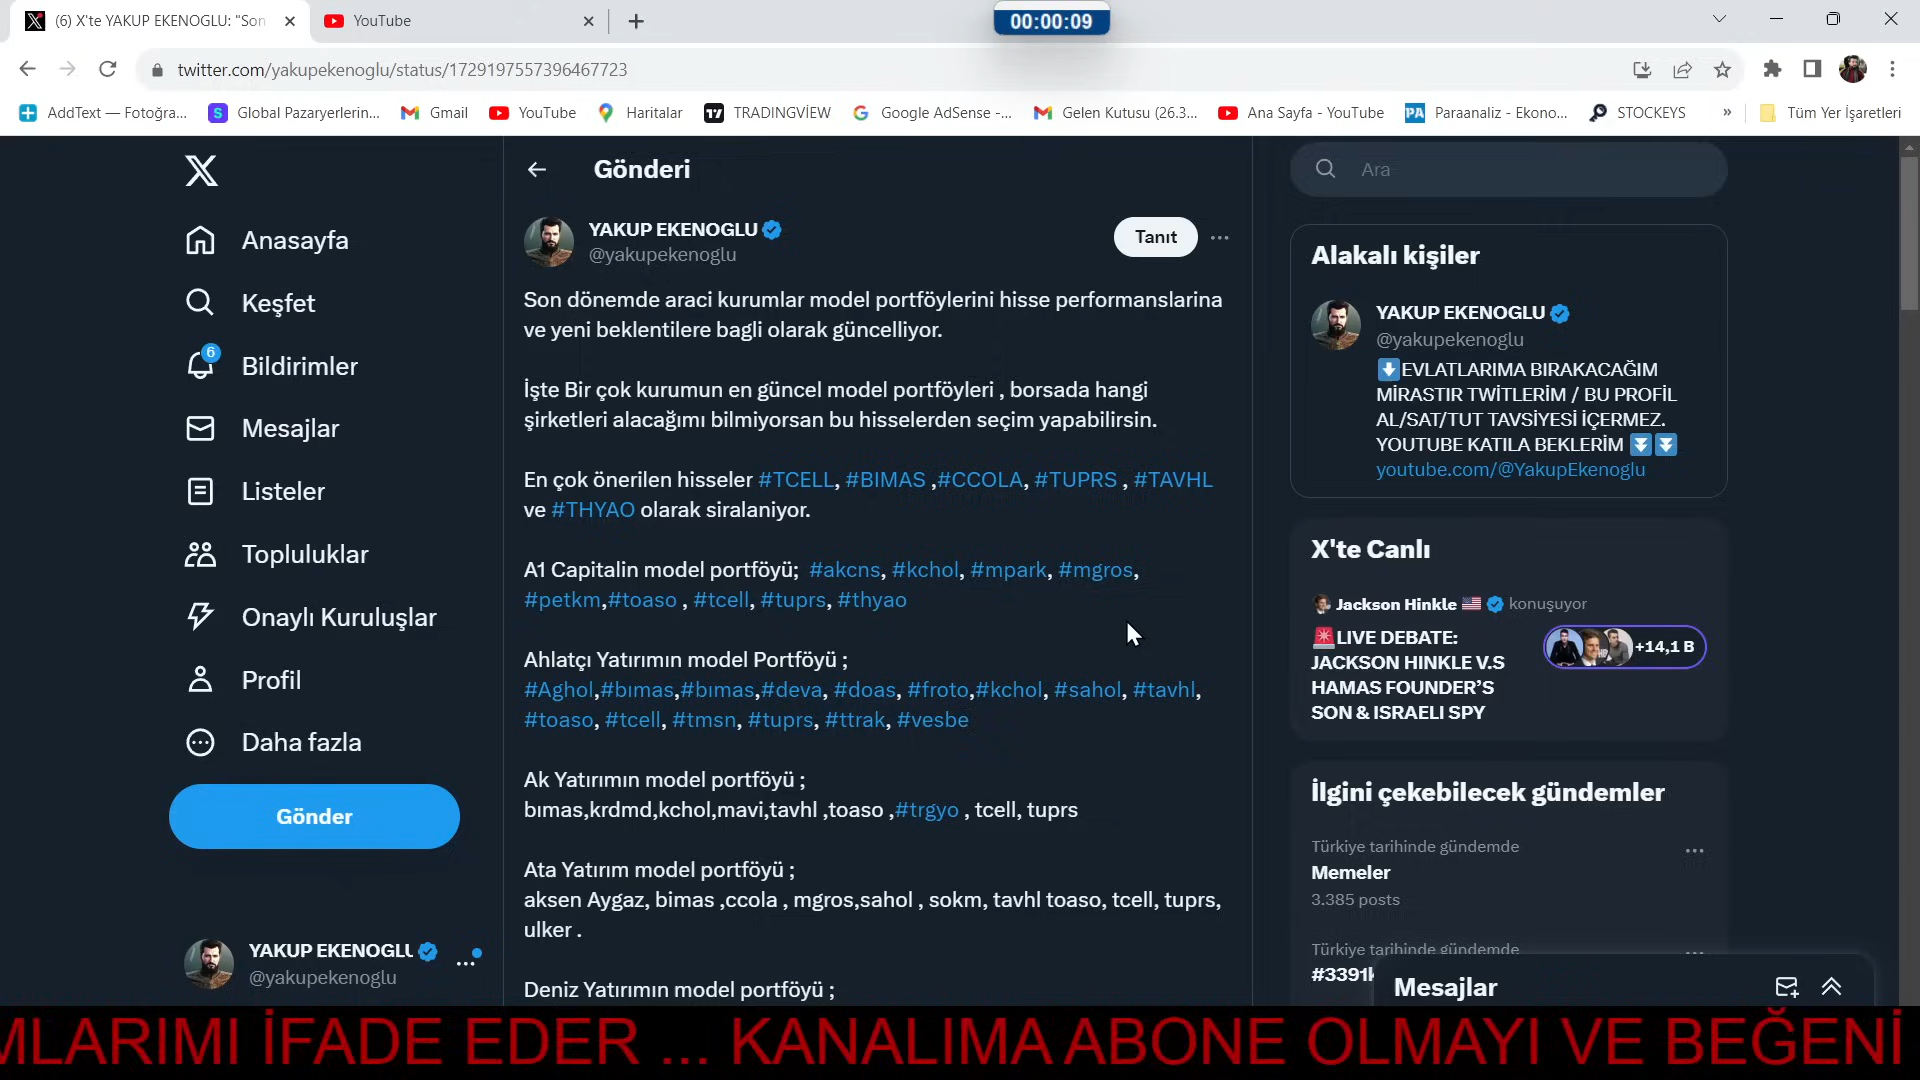 (6) X'te YAKUP EKENOGLU: "Son
YouTube
00:00:09
twitter.com/yakupekenoglu/status/1729197557396467723
AddText — Fotoğra...
Global Pazaryerlerin...
Gmail
YouTube
Haritalar
TRADINGVİEW
Google AdSense -...
Gelen Kutusu (26.3...
Ana Sayfa - YouTube
Paraanaliz - Ekono...
STOCKEYS
»
Tüm Yer İşaretleri
Anasayfa
Keşfet
6
Bildirimler
Mesajlar
Listeler
Topluluklar
Onaylı Kuruluşlar
Profil
Daha fazla
Gönder
YAKUP EKENOGLU
@yakupekenoglu
Gönderi
YAKUP EKENOGLU
@yakupekenoglu
Tanıt
Son dönemde araci kurumlar model portföylerini hisse performanslarina
ve yeni beklentilere bagli olarak güncelliyor.
İşte Bir çok kurumun en güncel model portföyleri , borsada hangi
şirketleri alacağımı bilmiyorsan bu hisselerden seçim yapabilirsin.
En çok önerilen hisseler #TCELL, #BIMAS ,#CCOLA, #TUPRS , #TAVHL
ve #THYAO olarak siralaniyor.
A1 Capitalin model portföyü; #akcns, #kchol, #mpark, #mgros,
#petkm,#toaso , #tcell, #tuprs, #thyao
Ahlatçı Yatırımın model Portföyü ;
#Aghol,#bımas,#bımas,#deva, #doas, #froto,#kchol, #sahol, #tavhl,
#toaso, #tcell, #tmsn, #tuprs, #ttrak, #vesbe
Ak Yatırımın model portföyü ;
bımas,krdmd,kchol,mavi,tavhl ,toaso ,#trgyo , tcell, tuprs
Ata Yatırım model portföyü ;
aksen Aygaz, bimas ,ccola , mgros,sahol , sokm, tavhl toaso, tcell, tuprs,
ulker .
Deniz Yatırımın model portföyü ;
Ara
Alakalı kişiler
YAKUP EKENOGLU
@yakupekenoglu
EVLATLARIMA BIRAKACAĞIM
MİRASTIR TWİTLERİM / BU PROFİL
AL/SAT/TUT TAVSİYESİ İÇERMEZ.
YOUTUBE KATILA BEKLERİM
youtube.com/@YakupEkenoglu
X'te Canlı
Jackson Hinkle konuşuyor
LIVE DEBATE:
JACKSON HINKLE V.S
HAMAS FOUNDER'S
SON & ISRAELI SPY
+14,1 B
İlgini çekebilecek gündemler
Türkiye tarihinde gündemde
Memeler
3.385 posts
Türkiye tarihinde gündemde
Mesajlar
MLARIMI İFADE EDER ... KANALIMA ABONE OLMAYI VE BEĞENİ